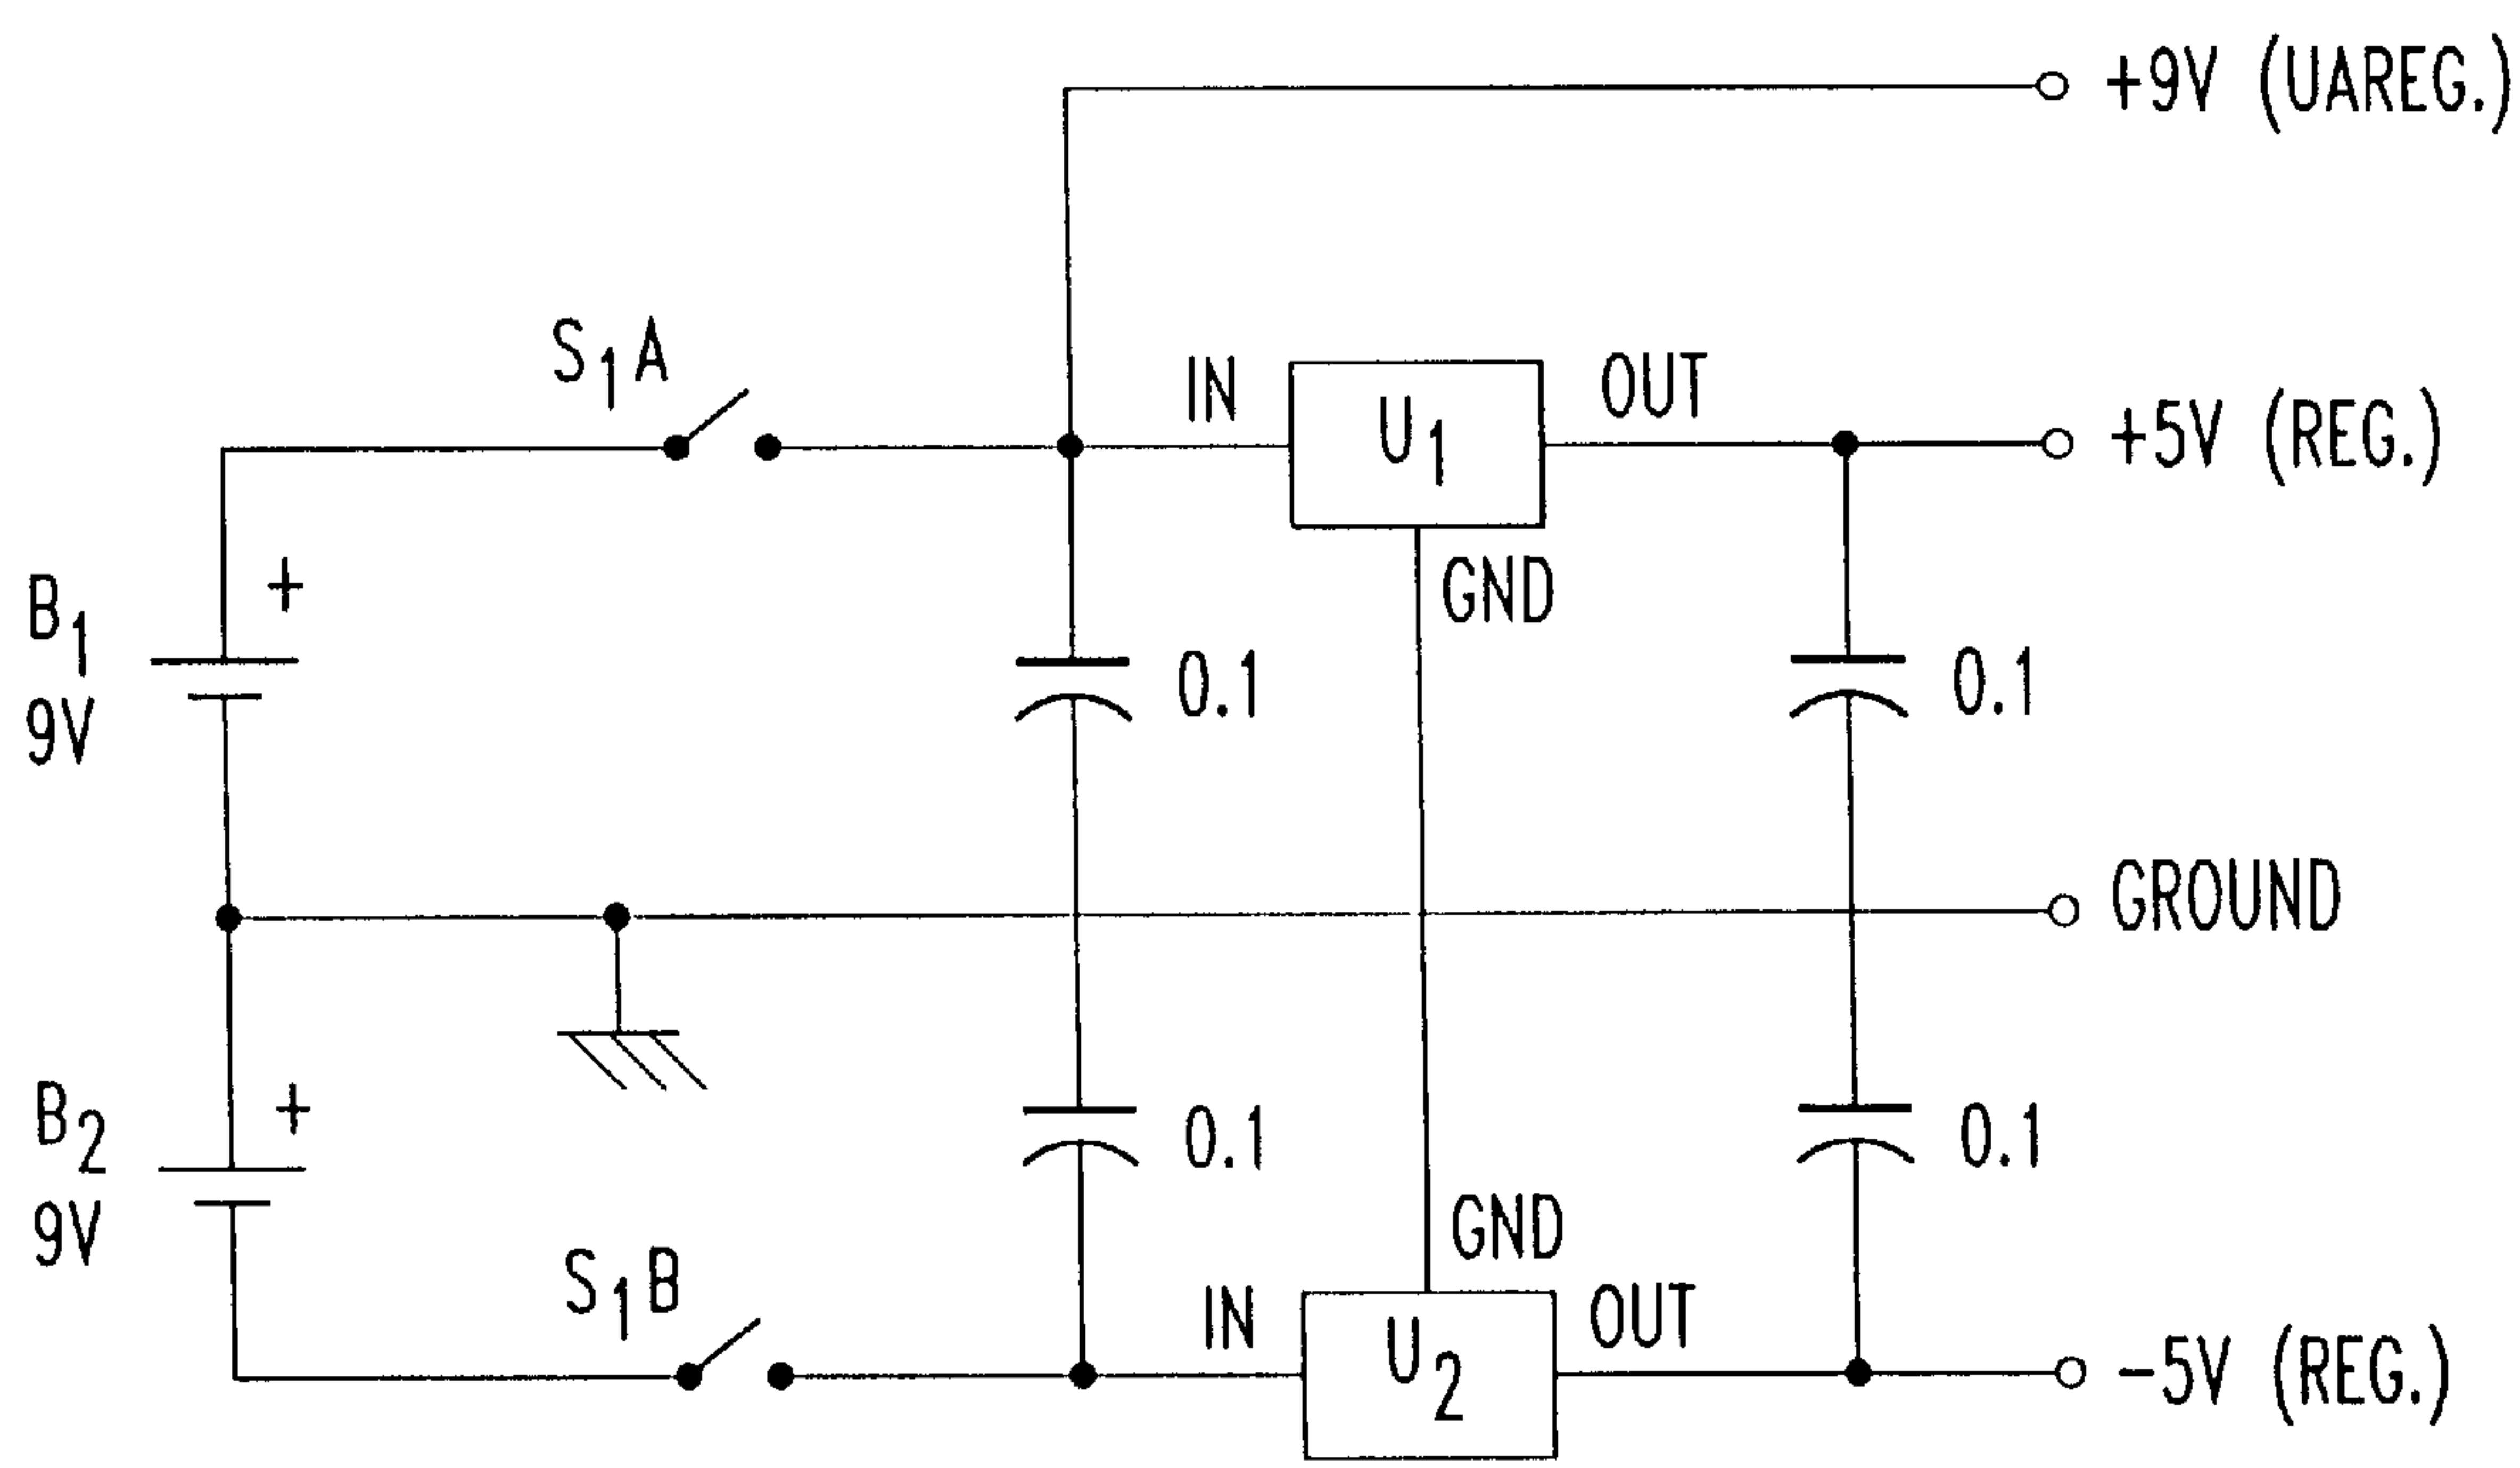 +9V (UAREG.)
S1A
IN
U1
OUT
+5V (REG.)
GND
B1
+
9V
0.1
0.1
GROUND
B2
+
9V
0.1
0.1
GND
S1B
IN
U2
OUT
-5V (REG.)